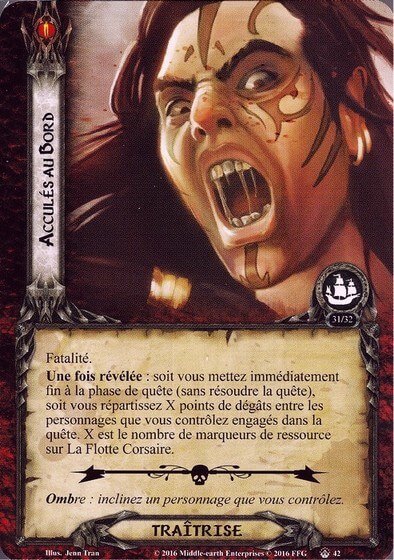 ACCULÉS AU BORD
31/32
Fatalité.
Une fois révélée : soit vous mettez immédiatement
fin à la phase de quête (sans résoudre la quête),
soit vous répartissez X points de dégâts entre les
personnages que vous contrôlez engagés dans la
quête. X est le nombre de marqueurs de ressource
sur La Flotte Corsaire.
Ombre : inclinez un personnage que vous contrôlez.
TRAÎTRISE
Illus. Jenn Tran © 2016 Middle-earth Enterprises © 2016 FFG 42